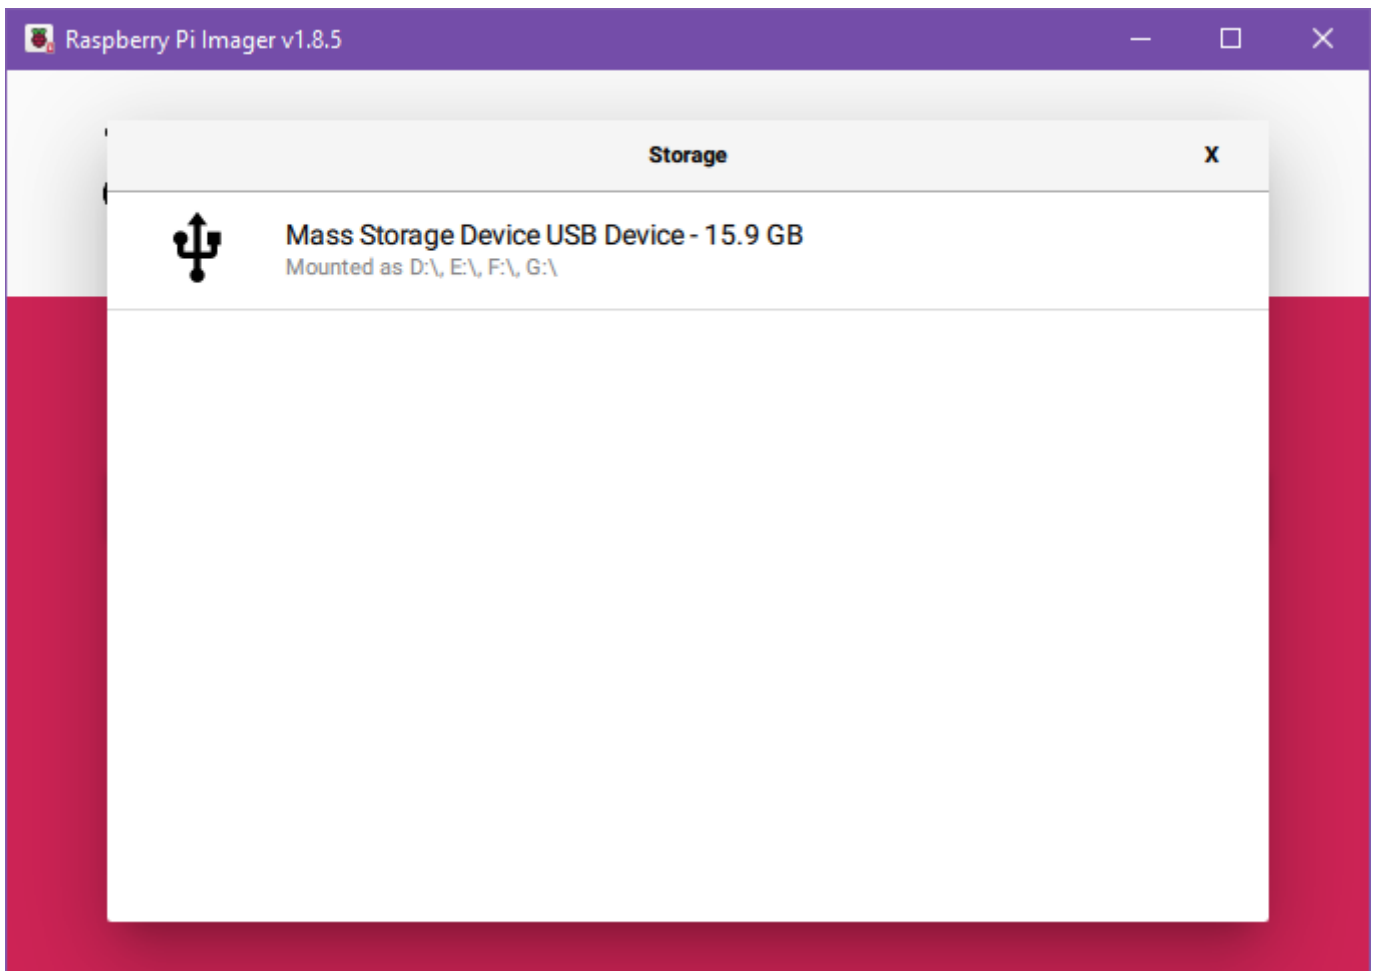 Raspberry Pi Imager v1.8.5
Storage
X
Mass Storage Device USB Device - 15.9 GB
Mounted as D:\, E:\, F:\, G:\